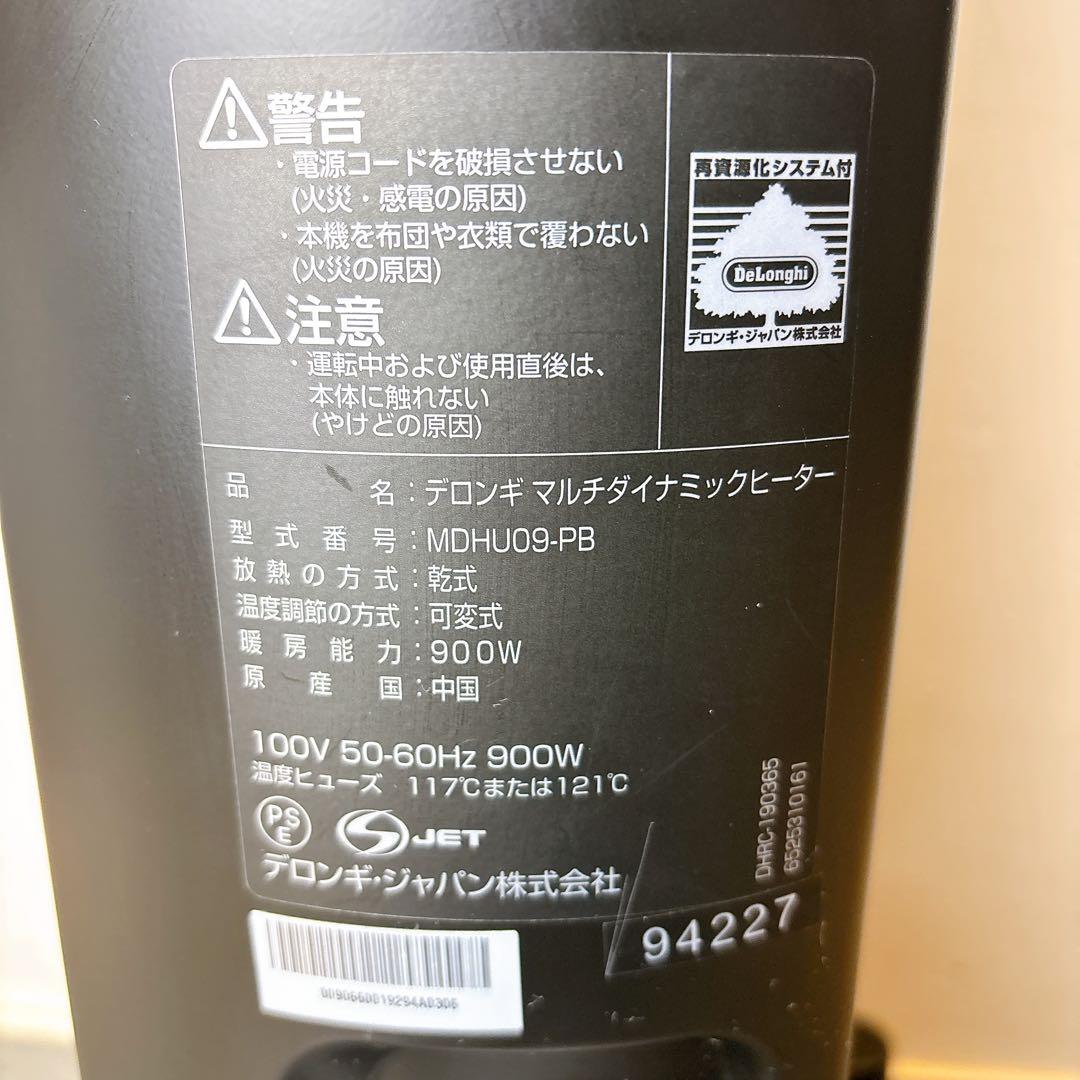 警告
・電源コードを破損させない
(火災・感電の原因)
・本機を布団や衣類で覆わない
(火災の原因)
注意
・運転中および使用直後は、
本体に触れない
(やけどの原因)
再資源化システム付
DeLonghi
デロンギ・ジャパン株式会社
品名：デロンギ マルチダイナミックヒーター
型式番号：MDHU09-PB
放熱の方式：乾式
温度調節の方式：可変式
暖房能力：900W
原産国：中国
100V 50-60Hz 900W
温度ヒューズ 117℃または121℃
PSE
JET
デロンギ・ジャパン株式会社
DHRC-190365
6525310161
94227